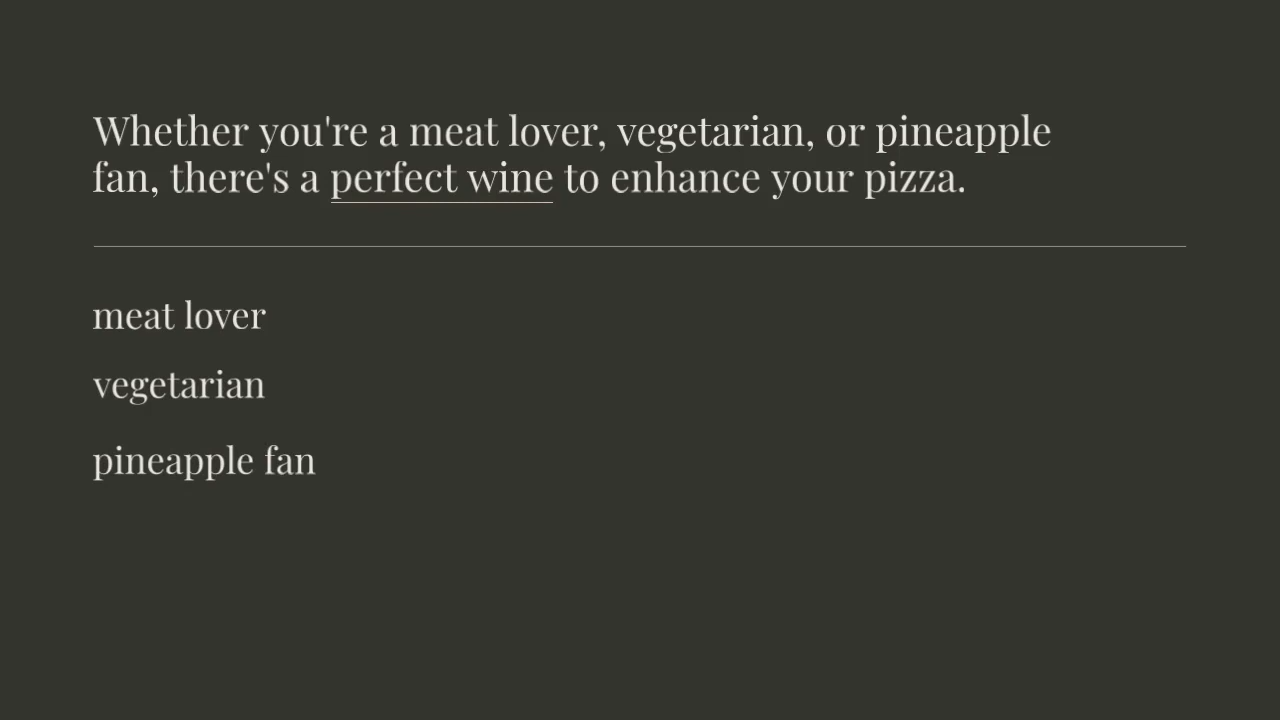 Whether you're a meat lover, vegetarian, or pineapple
fan, there's a perfect wine to enhance your pizza.
meat lover
vegetarian
pineapple fan